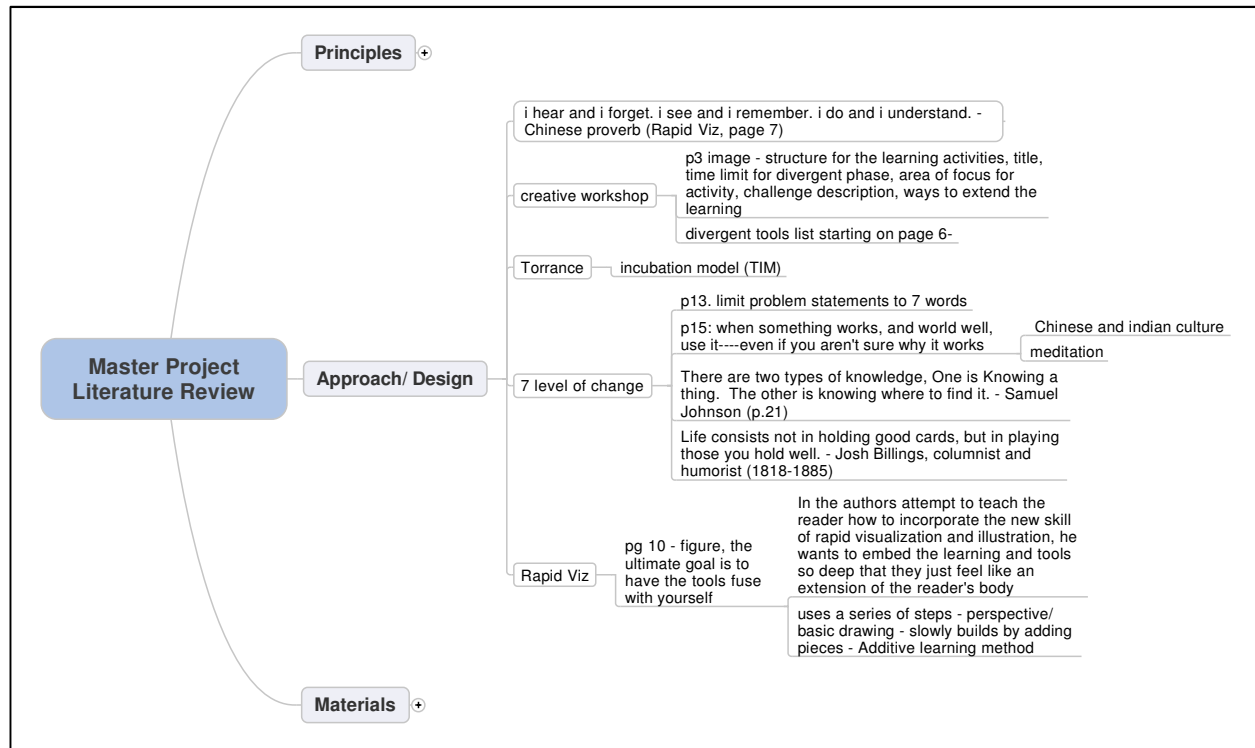 Principles
i hear and i forget. i see and i remember. i do and i understand. -
Chinese proverb (Rapid Viz, page 7)
creative workshop
p3 image - structure for the learning activities, title,
time limit for divergent phase, area of focus for
activity, challenge description, ways to extend the
learning
divergent tools list starting on page 6-
Torrance
incubation model (TIM)
Master Project
Literature Review
Approach/ Design
7 level of change
p13. limit problem statements to 7 words
p15: when something works, and world well,
use it----even if you aren't sure why it works
Chinese and indian culture
meditation
There are two types of knowledge, One is Knowing a
thing. The other is knowing where to find it. - Samuel
Johnson (p.21)
Life consists not in holding good cards, but in playing
those you hold well. - Josh Billings, columnist and
humorist (1818-1885)
Rapid Viz
pg 10 - figure, the
ultimate goal is to
have the tools fuse
with yourself
In the authors attempt to teach the
reader how to incorporate the new skill
of rapid visualization and illustration, he
wants to embed the learning and tools
so deep that they just feel like an
extension of the reader's body
uses a series of steps - perspective/
basic drawing - slowly builds by adding
pieces - Additive learning method
Materials